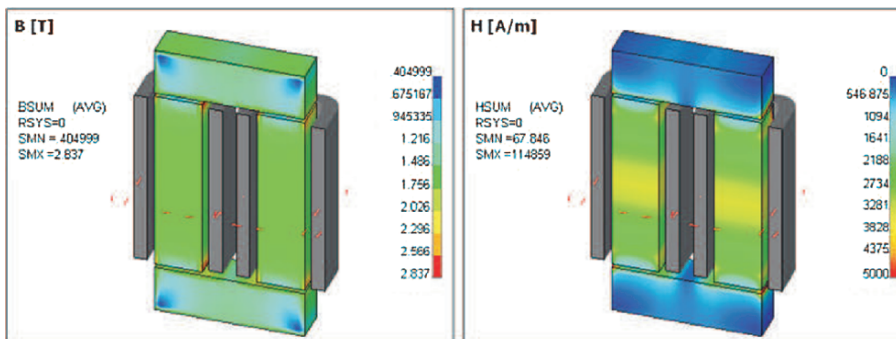 B [T]
BSUM (AVG)
RSYS=0
SMN = 404999
SMX =2.837
404999
.675167
945335
1.216
1.486
1.756
2.026
2.296
2.566
2.837
H [A/m]
HSUM (AVG)
RSYS=0
SMN =67.846
SMX =114859
0
546.875
1094
1641
2188
2734
3281
3828
4375
5000